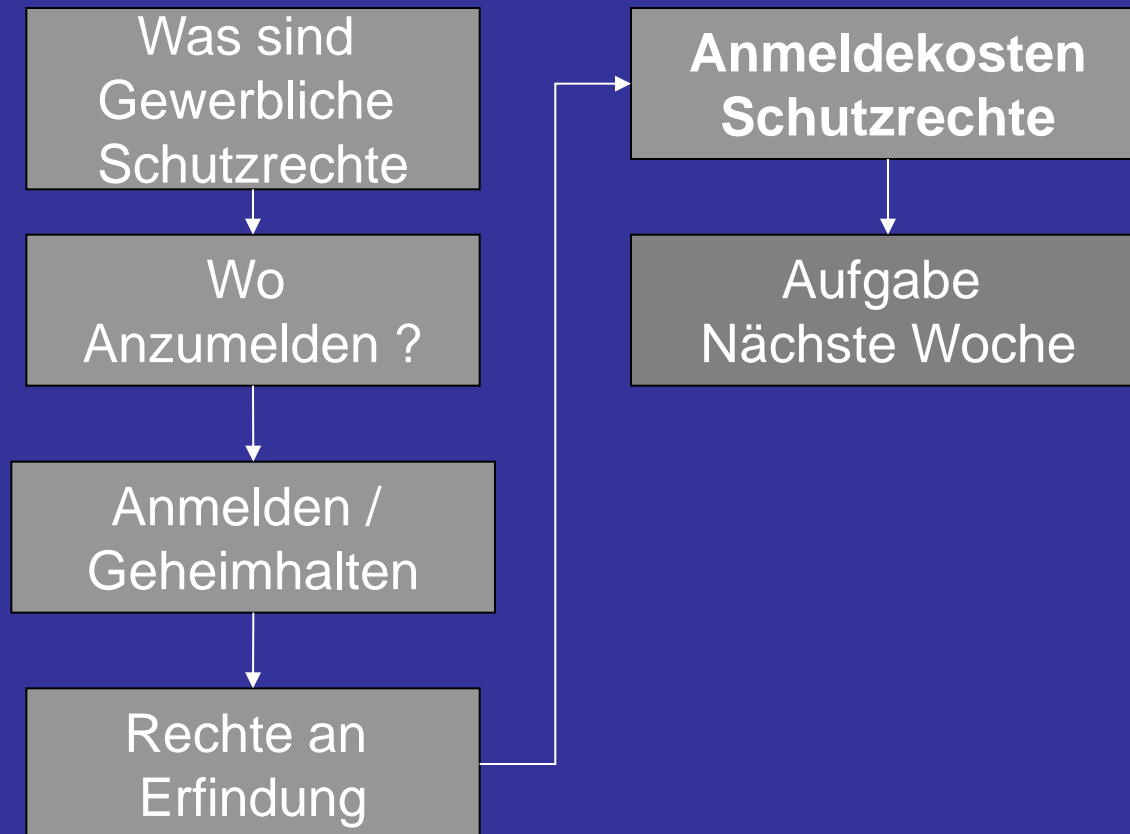 Was sind
Gewerbliche
Schutzrechte
Wo
Anzumelden ?
Anmelden /
Geheimhalten
Rechte an
Erfindung
Anmeldekosten
Schutzrechte
Aufgabe
Nächste Woche